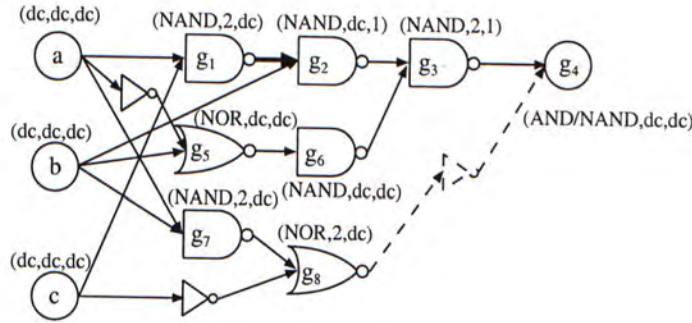 (dc,dc,dc)
(NAND,2,dc)
(NAND,dc,1)
(NAND,2,1)
a
g1
g2
g3
g4
(dc,dc,dc)
(NOR,dc,dc)
(AND/NAND,dc,dc)
b
g5
g6
(NAND,2,dc)
(NAND,dc,dc)
(dc,dc,dc)
g7
(NOR,2,dc)
c
g8